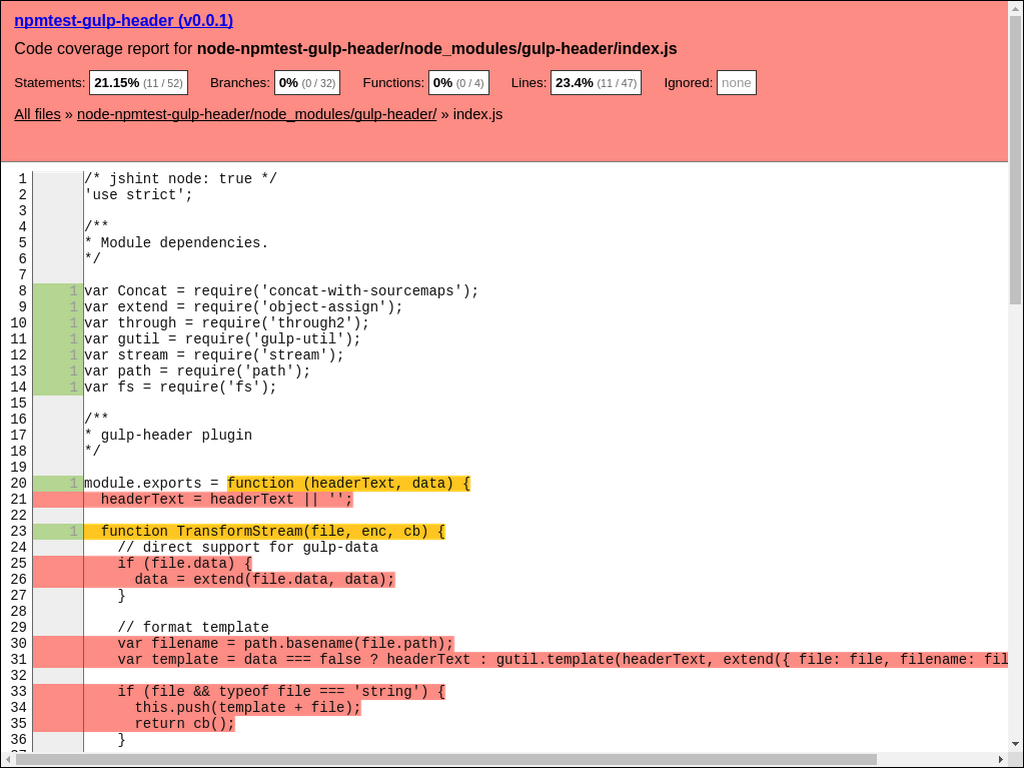 npmtest-gulp-header (v0.0.1)
Code coverage report for node-npmtest-gulp-header/node_modules/gulp-header/index.js
Statements: 21.15% (11 / 52) Branches: 0% (0 / 32) Functions: 0% (0 / 4) Lines: 23.4% (11 / 47) Ignored: none
All files » node-npmtest-gulp-header/node_modules/gulp-header/ » index.js
1 /* jshint node: true */
2 'use strict';
3
4 /**
5 * Module dependencies.
6 */
7
8 1 var Concat = require('concat-with-sourcemaps');
9 1 var extend = require('object-assign');
10 1 var through = require('through2');
11 1 var gutil = require('gulp-util');
12 1 var stream = require('stream');
13 1 var path = require('path');
14 1 var fs = require('fs');
15
16 /**
17 * gulp-header plugin
18 */
19
20 1 module.exports = function (headerText, data) {
21 headerText = headerText || '';
22
23 1 function TransformStream(file, enc, cb) {
24 // direct support for gulp-data
25 if (file.data) {
26 data = extend(file.data, data);
27 }
28
29 // format template
30 var filename = path.basename(file.path);
31 var template = data === false ? headerText : gutil.template(headerText, extend({ file: file, filename: fil
32
33 if (file && typeof file === 'string') {
34 this.push(template + file);
35 return cb();
36 }